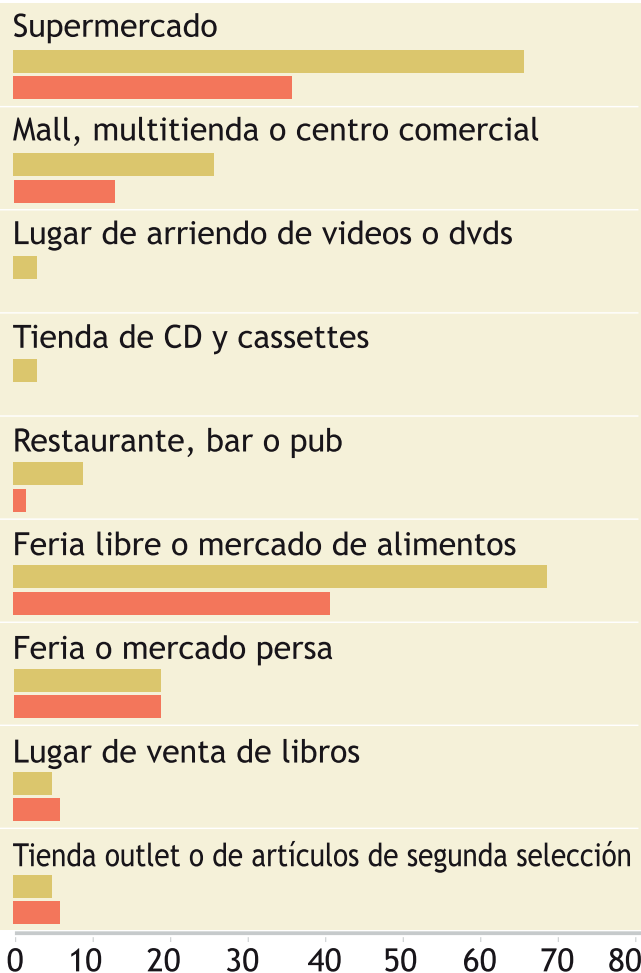 Supermercado
Mall, multitienda o centro comercial
Lugar de arriendo de videos o dvds
Tienda de CD y cassettes
Restaurante, bar o pub
Feria libre o mercado de alimentos
Feria o mercado persa
Lugar de venta de libros
Tienda outlet o de artículos de segunda selección
0 10 20 30 40 50 60 70 80